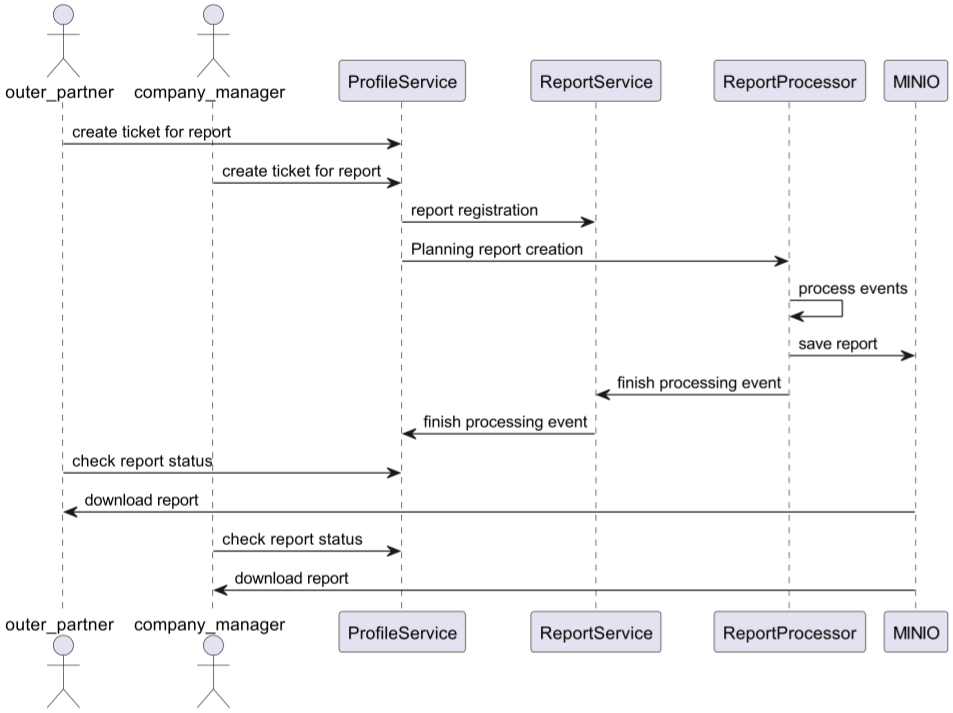 outer_partner company_manager ProfileService ReportService ReportProcessor MINIO
create ticket for report
create ticket for report
report registration
Planning report creation
process events
save report
finish processing event
finish processing event
check report status
download report
check report status
download report
outer_partner company_manager ProfileService ReportService ReportProcessor MINIO